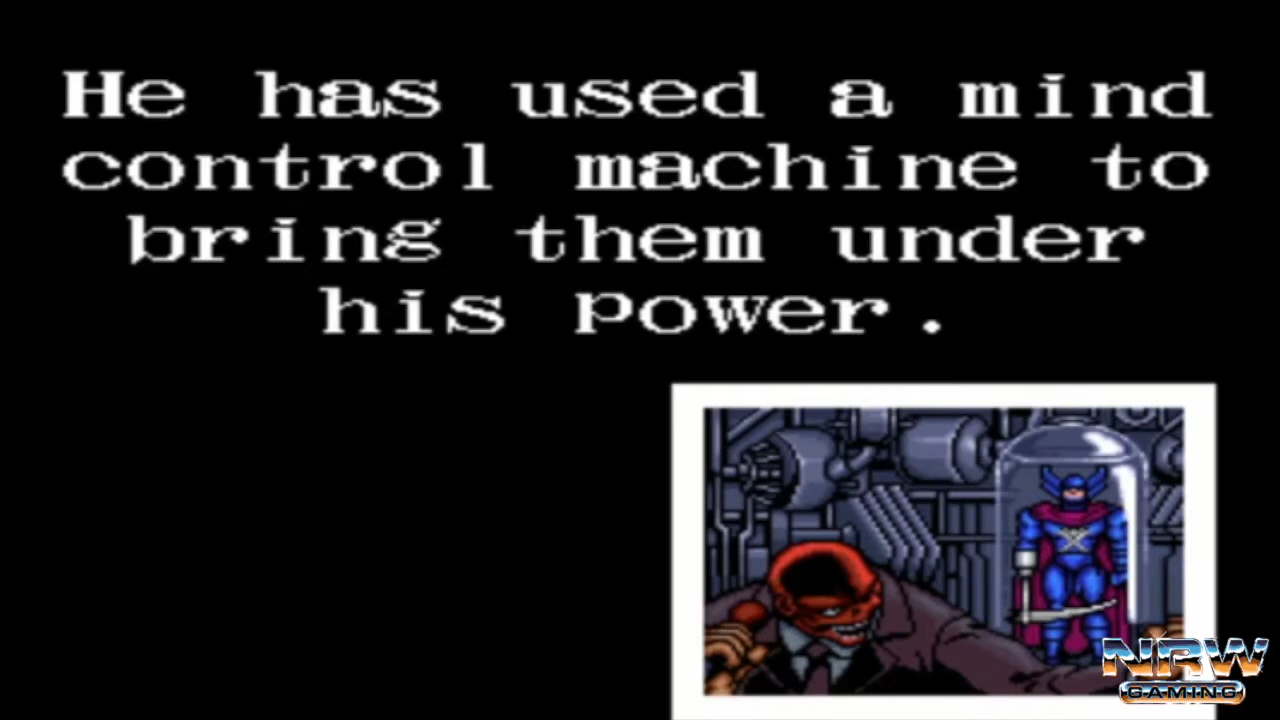 He has used a mind
control machine to
bring them under
his power.
NRW
GAMING